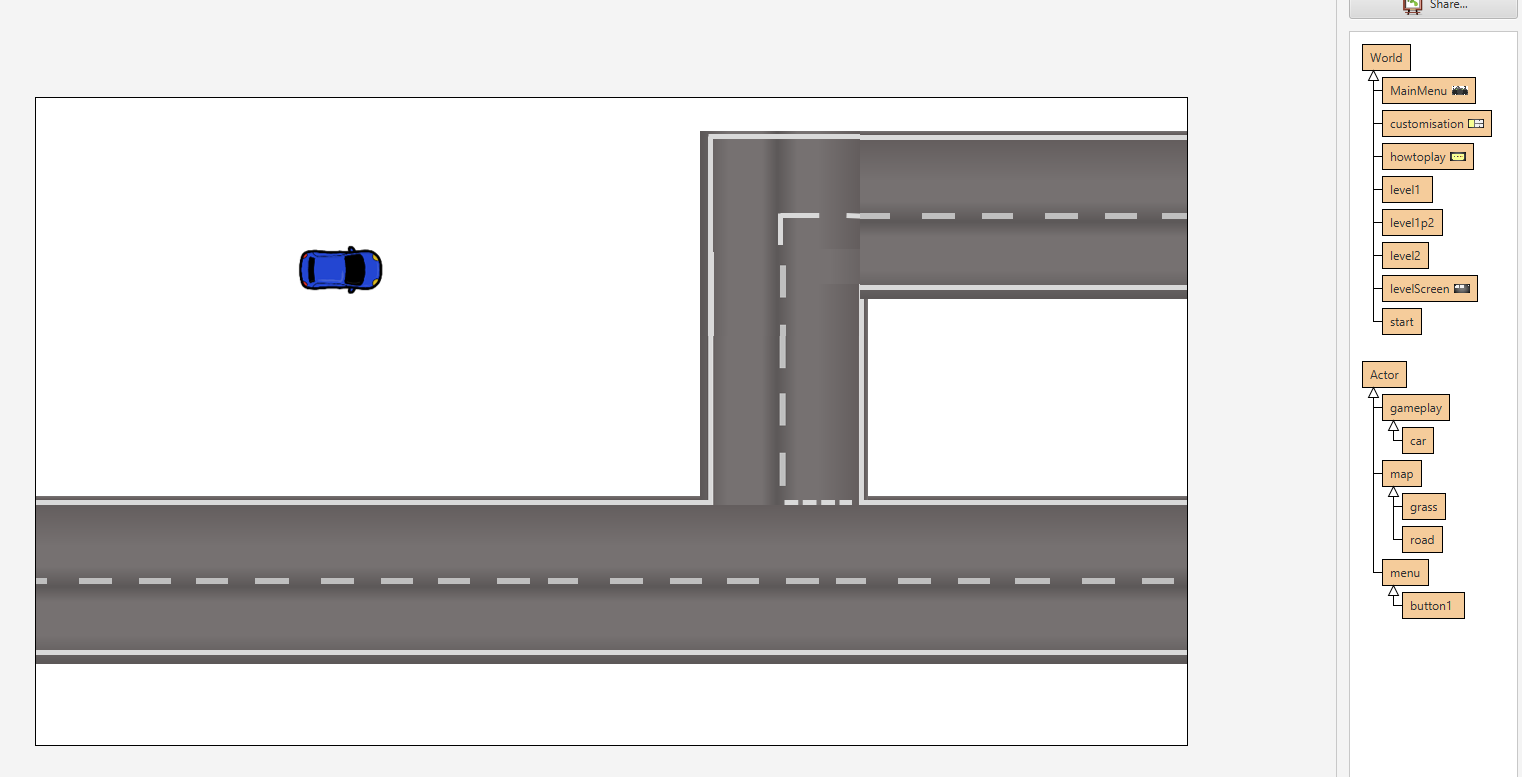 Share...
World
MainMenu
customisation
howtoplay
level1
level1p2
level2
levelScreen
start
Actor
gameplay
car
map
grass
road
menu
button1